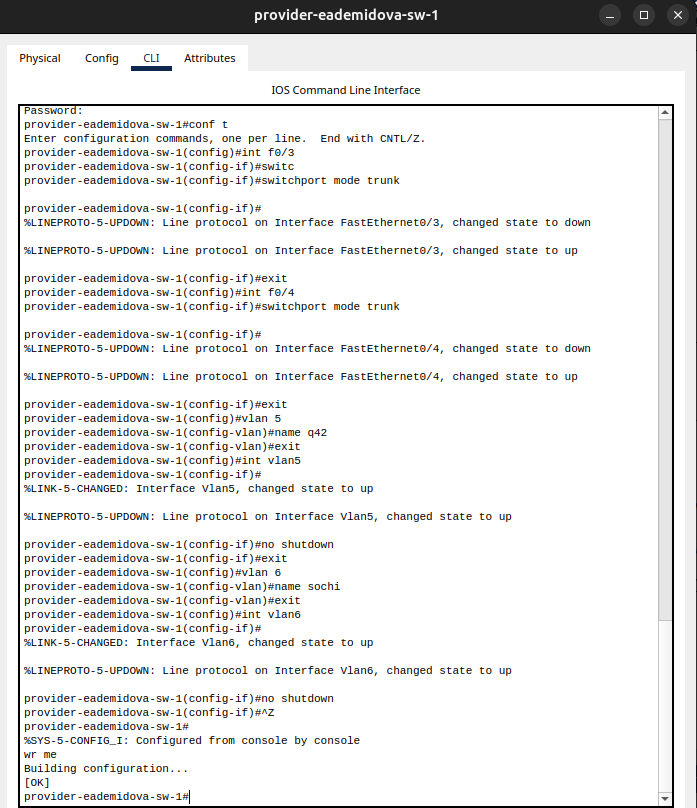 provider-eademidova-sw-1
Physical Config CLI Attributes
IOS Command Line Interface
Password:
provider-eademidova-sw-1#conf t
Enter configuration commands, one per line.  End with CNTL/Z.
provider-eademidova-sw-1(config)#int f0/3
provider-eademidova-sw-1(config-if)#switc
provider-eademidova-sw-1(config-if)#switchport mode trunk
provider-eademidova-sw-1(config-if)#
%LINEPROTO-5-UPDOWN: Line protocol on Interface FastEthernet0/3, changed state to down
%LINEPROTO-5-UPDOWN: Line protocol on Interface FastEthernet0/3, changed state to up
provider-eademidova-sw-1(config-if)#exit
provider-eademidova-sw-1(config)#int f0/4
provider-eademidova-sw-1(config-if)#switchport mode trunk
provider-eademidova-sw-1(config-if)#
%LINEPROTO-5-UPDOWN: Line protocol on Interface FastEthernet0/4, changed state to down
%LINEPROTO-5-UPDOWN: Line protocol on Interface FastEthernet0/4, changed state to up
provider-eademidova-sw-1(config-if)#exit
provider-eademidova-sw-1(config)#vlan 5
provider-eademidova-sw-1(config-vlan)#name q42
provider-eademidova-sw-1(config-vlan)#exit
provider-eademidova-sw-1(config)#int vlan5
provider-eademidova-sw-1(config-if)#
%LINK-5-CHANGED: Interface Vlan5, changed state to up
%LINEPROTO-5-UPDOWN: Line protocol on Interface Vlan5, changed state to up
provider-eademidova-sw-1(config-if)#no shutdown
provider-eademidova-sw-1(config-if)#exit
provider-eademidova-sw-1(config)#vlan 6
provider-eademidova-sw-1(config-vlan)#name sochi
provider-eademidova-sw-1(config-vlan)#exit
provider-eademidova-sw-1(config)#int vlan6
provider-eademidova-sw-1(config-if)#
%LINK-5-CHANGED: Interface Vlan6, changed state to up
%LINEPROTO-5-UPDOWN: Line protocol on Interface Vlan6, changed state to up
provider-eademidova-sw-1(config-if)#no shutdown
provider-eademidova-sw-1(config-if)#^Z
provider-eademidova-sw-1#
%SYS-5-CONFIG_I: Configured from console by console
wr me
Building configuration...
[OK]
provider-eademidova-sw-1#